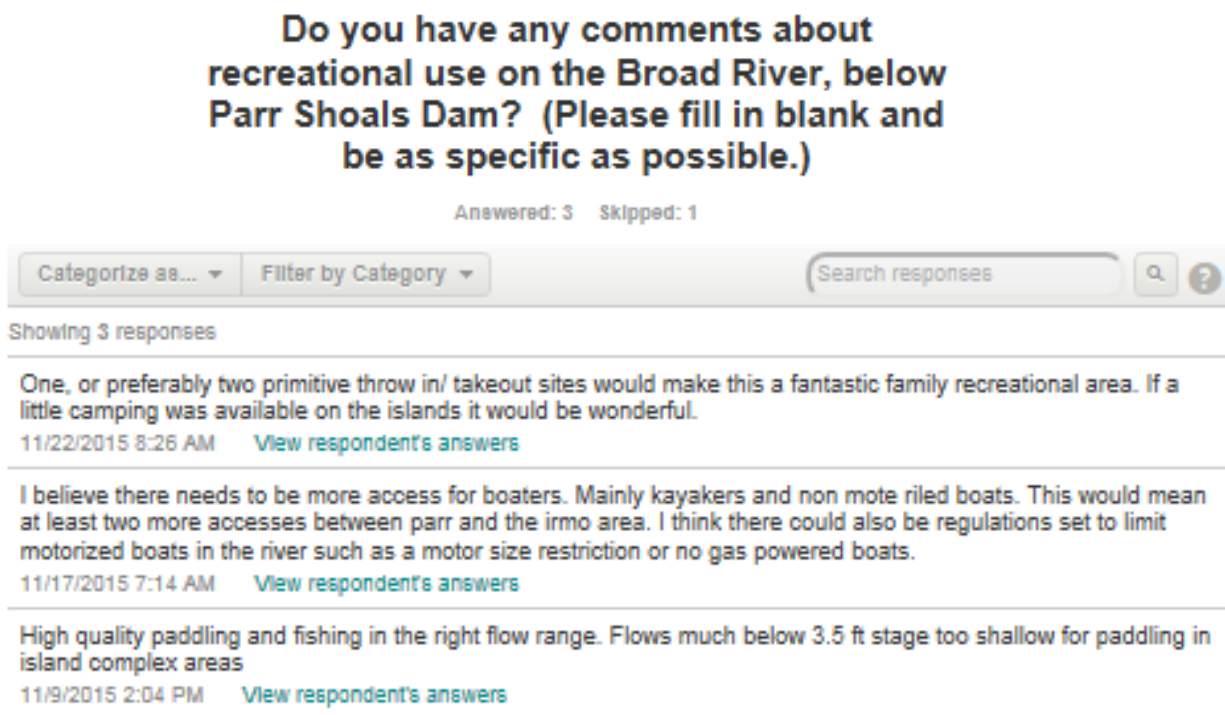 Do you have any comments about
recreational use on the Broad River, below
Parr Shoals Dam? (Please fill in blank and
be as specific as possible.)
Answered: 3 Skipped: 1
Categorize as... Filter by Category Search responses ?
Showing 3 responses
One, or preferably two primitive throw in/ takeout sites would make this a fantastic family recreational area. If a
little camping was available on the islands it would be wonderful.
11/22/2015 8:26 AM View respondent's answers
I believe there needs to be more access for boaters. Mainly kayakers and non mote riled boats. This would mean
at least two more accesses between parr and the irmo area. I think there could also be regulations set to limit
motorized boats in the river such as a motor size restriction or no gas powered boats.
11/17/2015 7:14 AM View respondent's answers
High quality paddling and fishing in the right flow range. Flows much below 3.5 ft stage too shallow for paddling in
island complex areas
11/9/2015 2:04 PM View respondent's answers